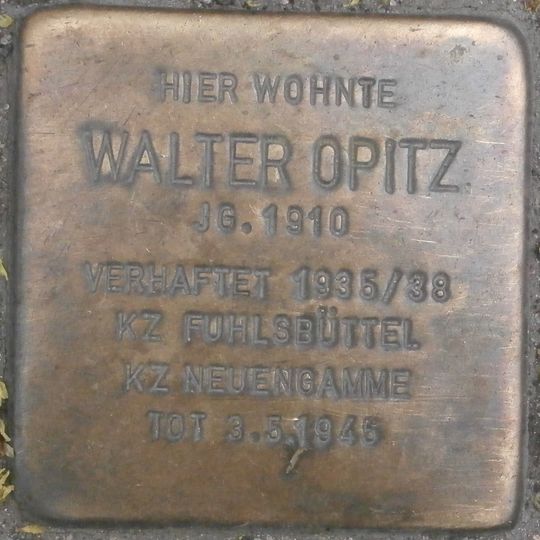 HIER WOHNTE
WALTER OPITZ
JG. 1910
VERHAFTET 1935/38
KZ FUHLSBÜTTEL
KZ NEUENGAMME
TOT 3.5.1945